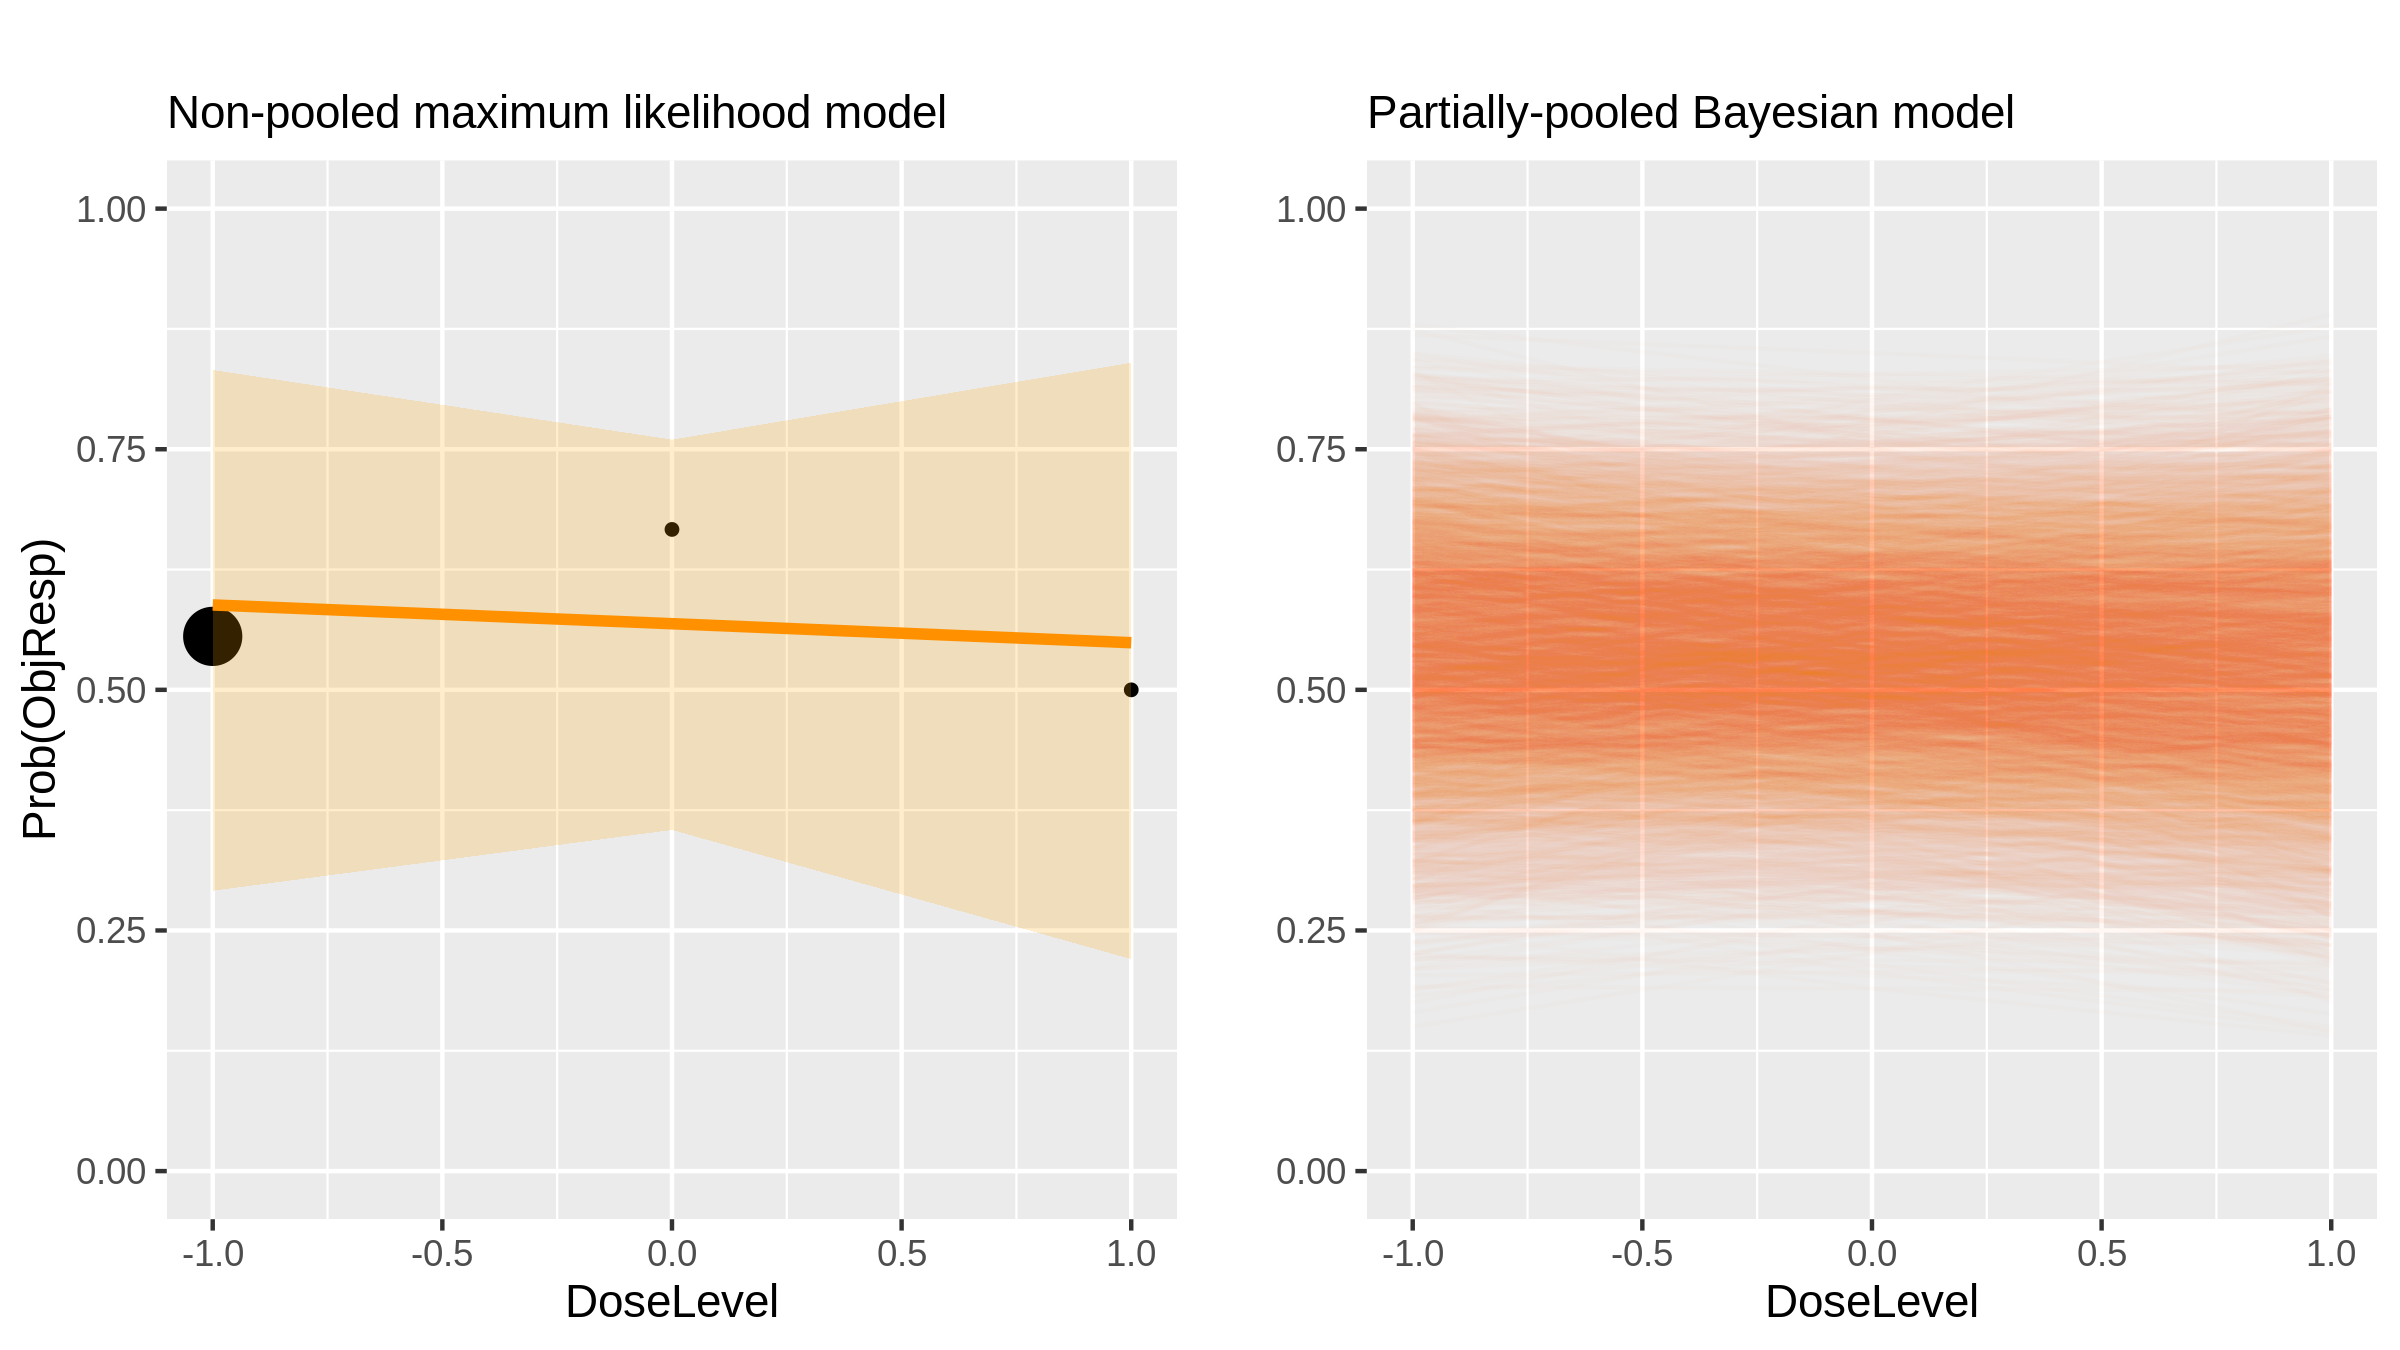 Non-pooled maximum likelihood model
Partially-pooled Bayesian model
Prob(ObjResp)
1.00
0.75
0.50
0.25
0.00
-1.0 -0.5 0.0 0.5 1.0
DoseLevel
1.00
0.75
0.50
0.25
0.00
-1.0 -0.5 0.0 0.5 1.0
DoseLevel